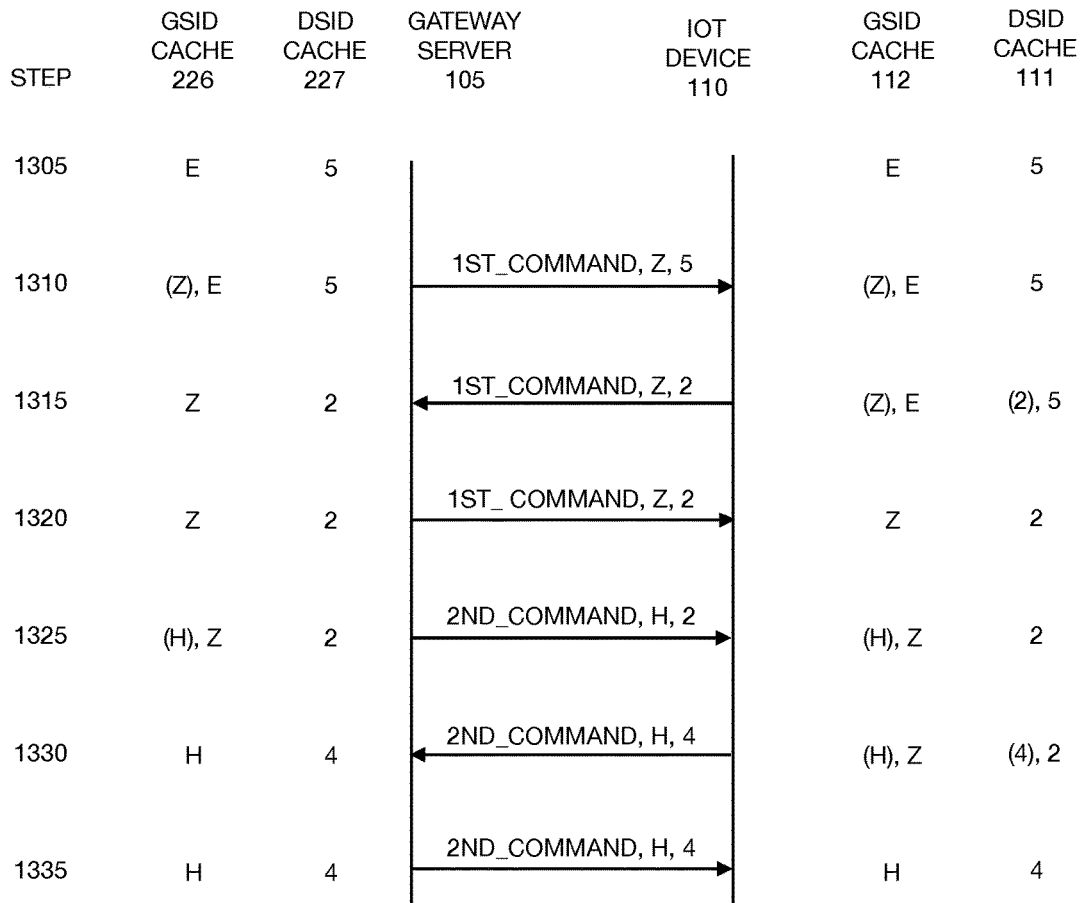 STEP GSID CACHE 226 DSID CACHE 227 GATEWAY SERVER 105 IOT DEVICE 110 GSID CACHE 112 DSID CACHE 111
1305 E 5 E 5
1310 (Z), E 5 1ST_COMMAND, Z, 5 (Z), E 5
1315 Z 2 1ST_COMMAND, Z, 2 (Z), E (2), 5
1320 Z 2 1ST_ COMMAND, Z, 2 Z 2
1325 (H), Z 2 2ND_COMMAND, H, 2 (H), Z 2
1330 H 4 2ND_COMMAND, H, 4 (H), Z (4), 2
1335 H 4 2ND_COMMAND, H, 4 H 4